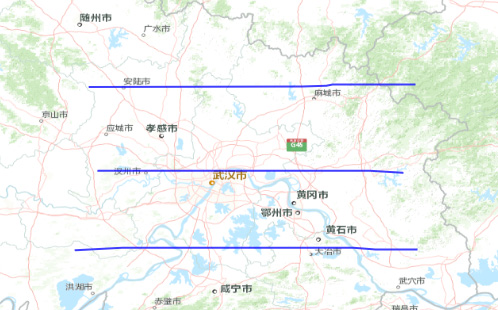 随州市
广水市
安陆市
麻城市
京山市
应城市
孝感市
汉川市
武汉市
黄冈市
鄂州市
黄石市
大冶市
洪湖市
咸宁市
武穴市
赤壁市
瑞昌市